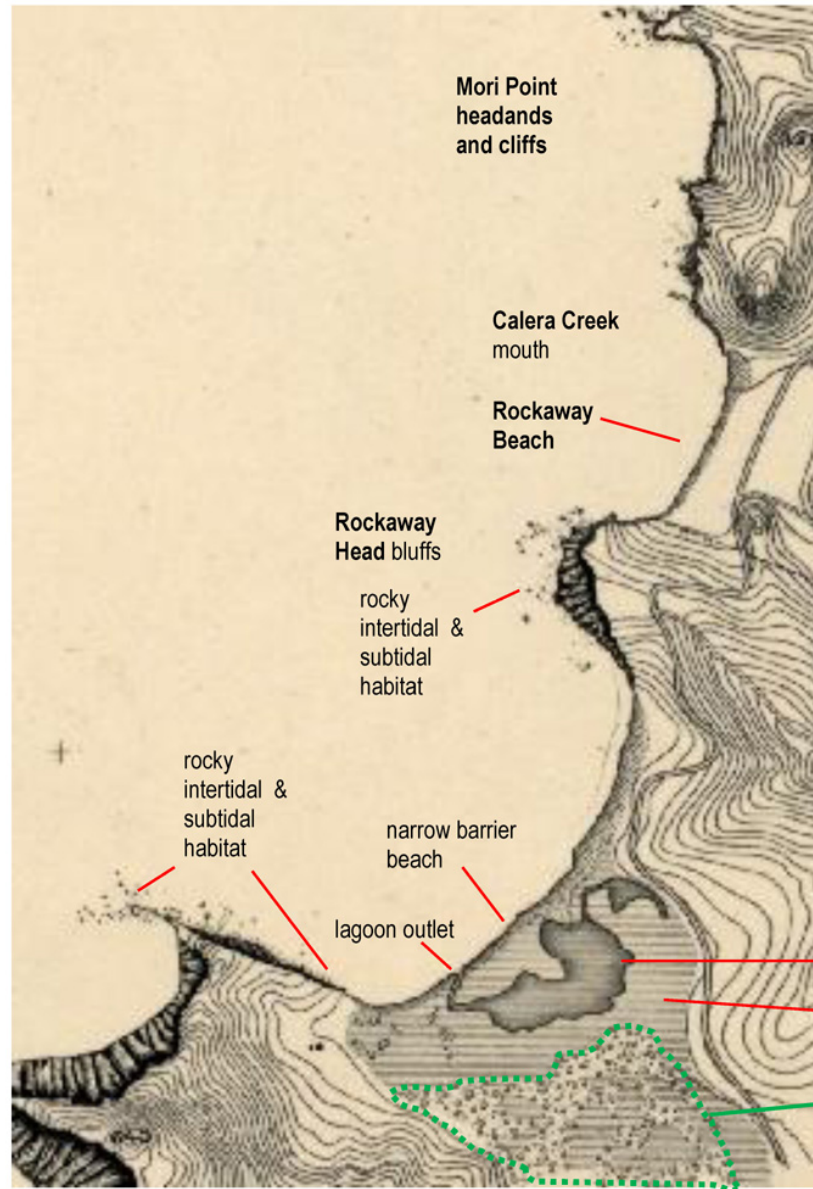 Mori Point
headands
and cliffs
Calera Creek
mouth
Rockaway
Beach
Rockaway
Head bluffs
rocky
intertidal &
subtidal
habitat
rocky
intertidal &
subtidal
habitat
narrow barrier
beach
lagoon outlet